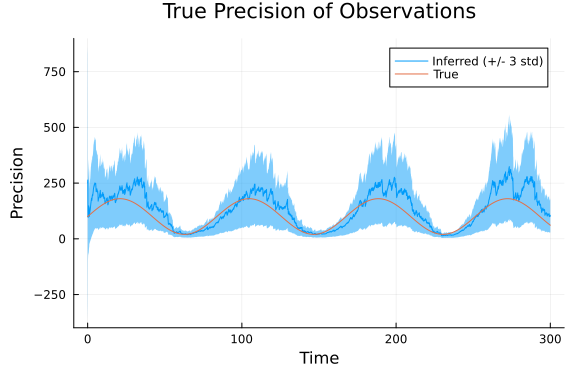 True Precision of Observations
Inferred (+/- 3 std)
True
Precision
750
500
250
0
−250
0
100
200
300
Time